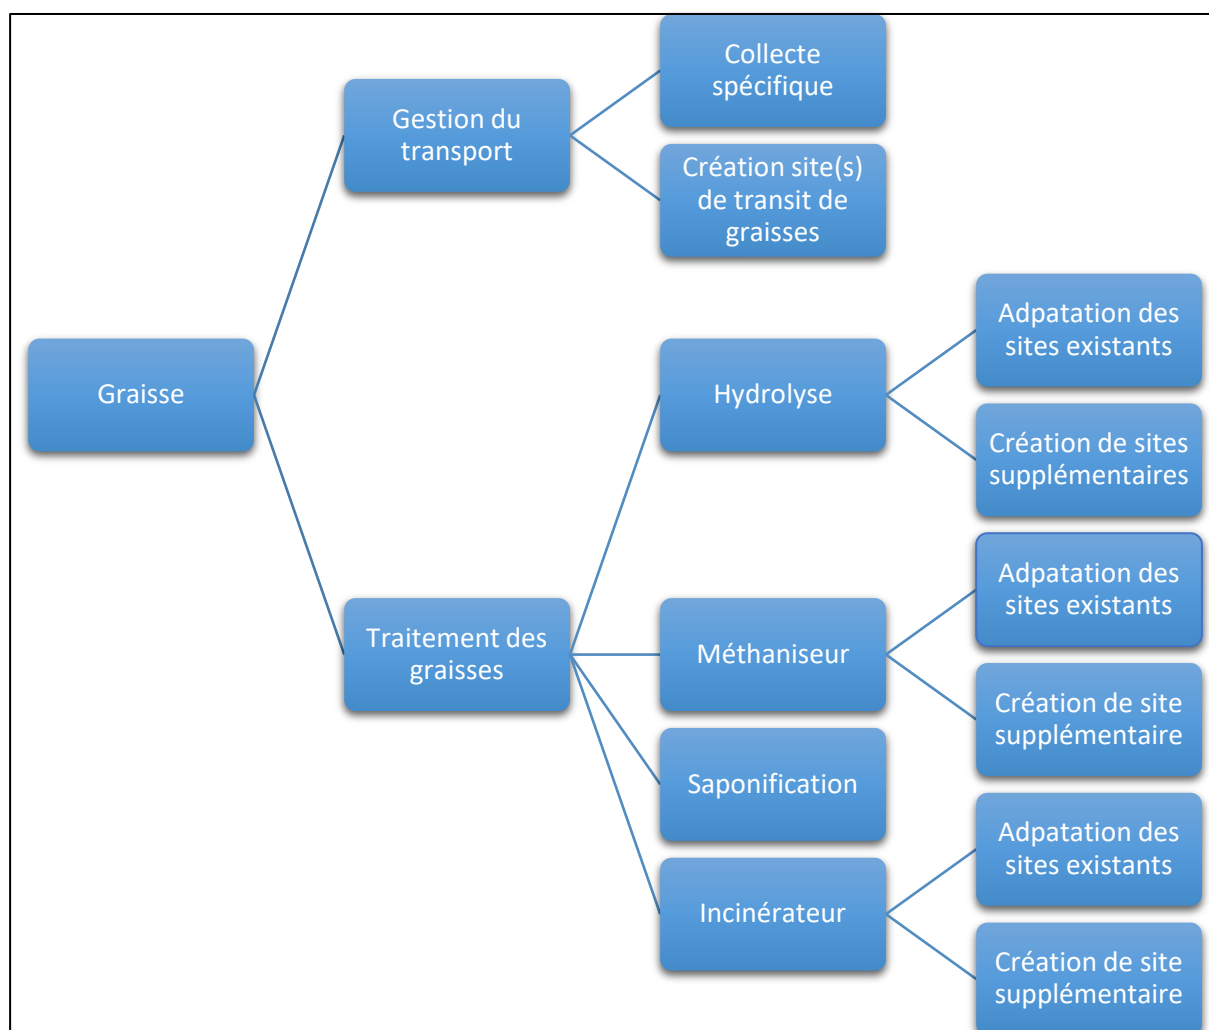 Collecte
spécifique
Gestion du
transport
Création site(s)
de transit de
graisses
Adpatation des
sites existants
Graisse
Hydrolyse
Création de sites
supplémentaires
Adpatation des
sites existants
Traitement des
graisses
Méthaniseur
Création de site
supplémentaire
Saponification
Adpatation des
sites existants
Incinérateur
Création de site
supplémentaire